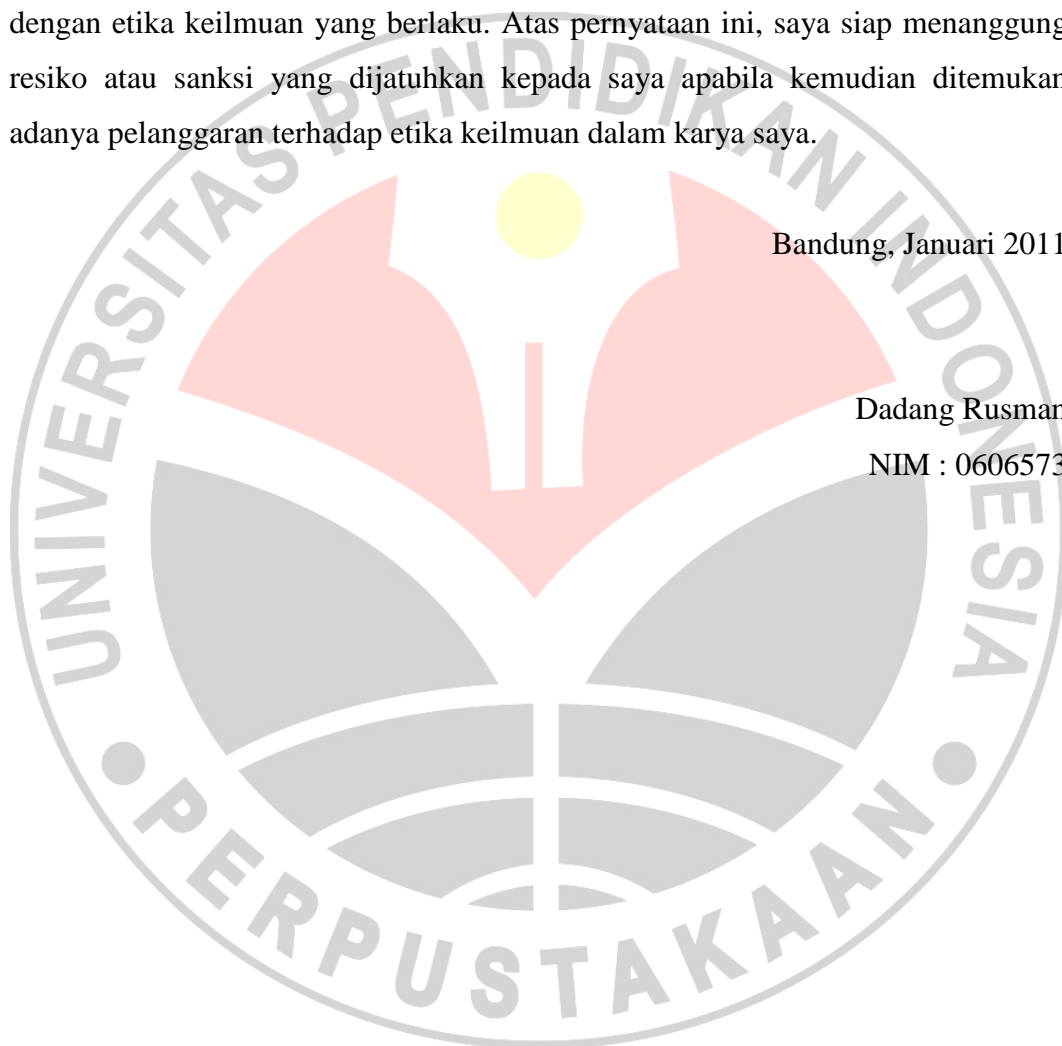 dengan etika keilmuan yang berlaku. Atas pernyataan ini, saya siap menanggung
resiko atau sanksi yang dijatuhkan kepada saya apabila kemudian ditemukan
adanya pelanggaran terhadap etika keilmuan dalam karya saya.
Bandung, Januari 2011
Dadang Rusman
NIM : 0606573
UNIVERSITAS PENDIDIKAN INDONESIA
PERPUSTAKAAN